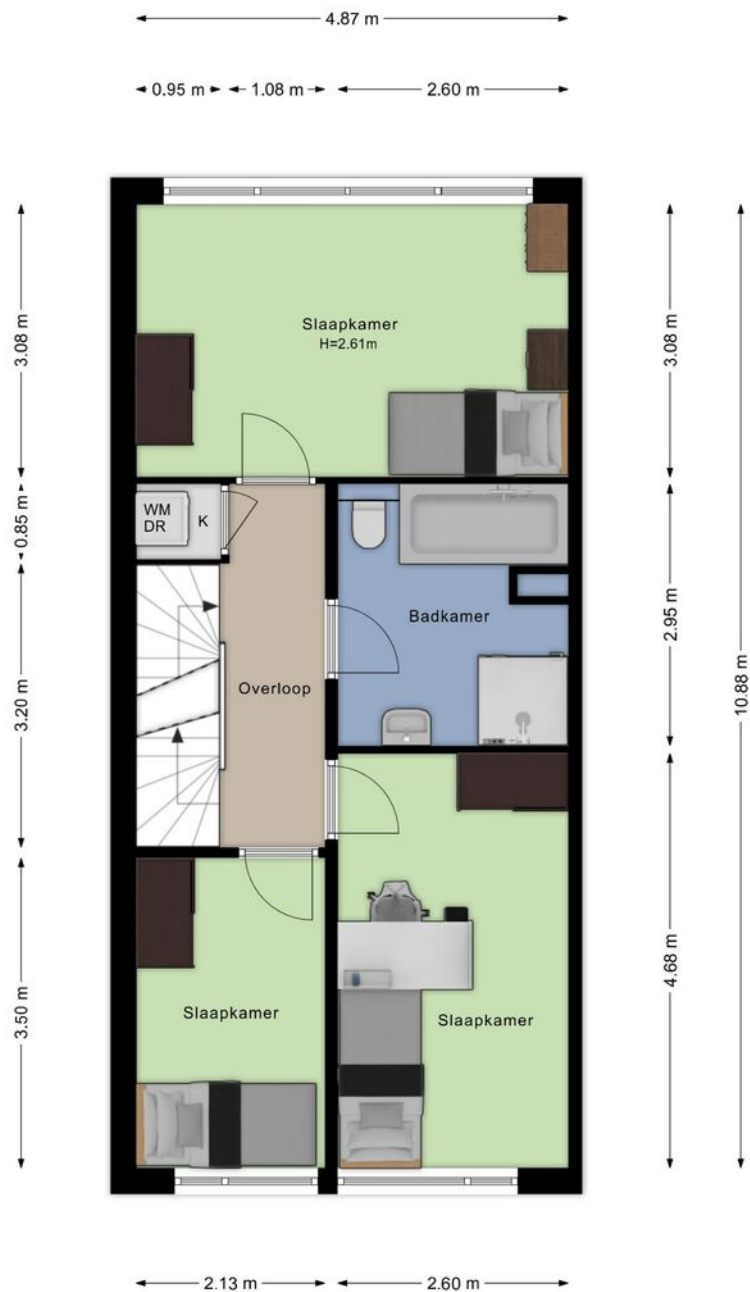 4.87 m
0.95 m
1.08 m
2.60 m
3.08 m
0.85 m
3.20 m
3.50 m
Slaapkamer
H=2.61m
WM
DR
K
Badkamer
Overloop
Slaapkamer
Slaapkamer
3.08 m
2.95 m
4.68 m
10.88 m
2.13 m
2.60 m